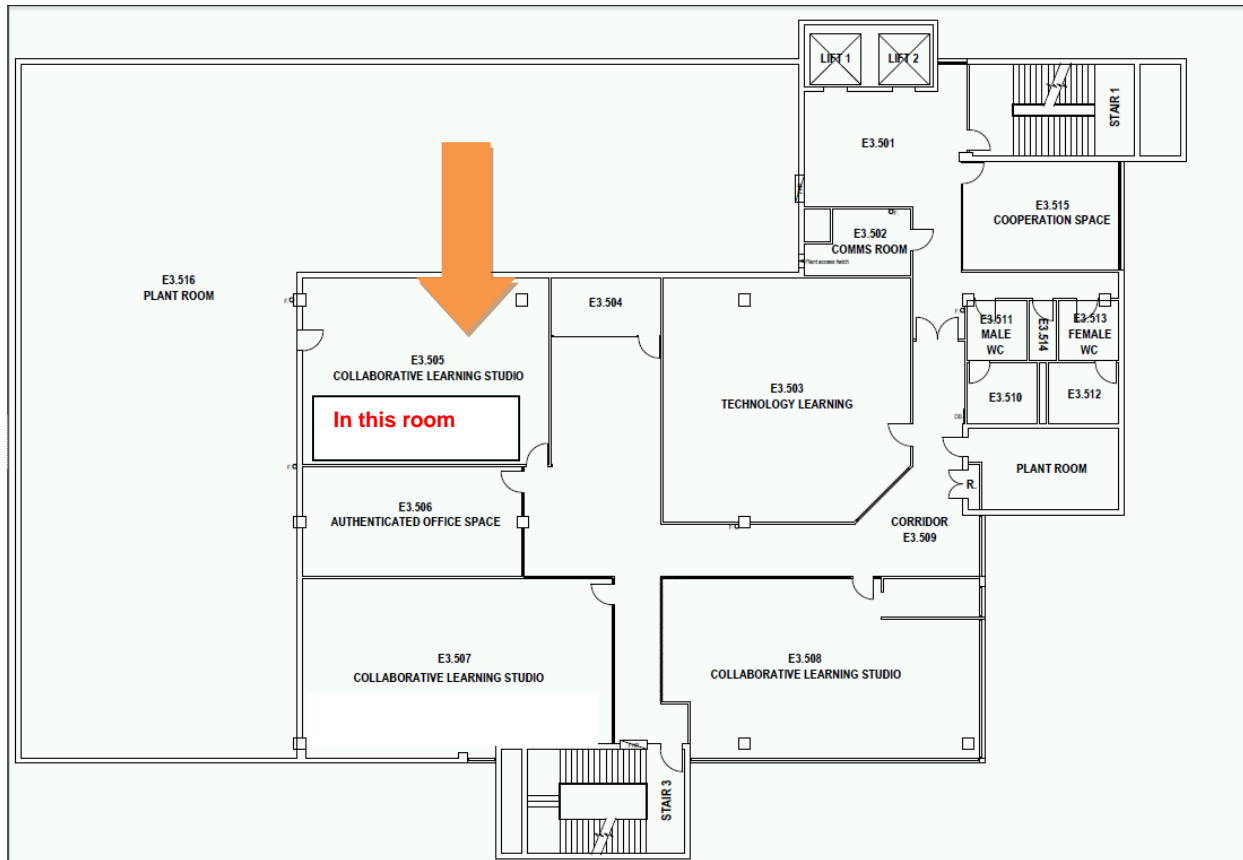 LIFT 1
LIFT 2
STAIR 1
E3.501
E3.515
COOPERATION SPACE
E3.502
COMMS ROOM
Plant access hatch
E3.516
PLANT ROOM
E3.504
E3.511
MALE
WC
E3.514
E3.513
FEMALE
WC
E3.505
COLLABORATIVE LEARNING STUDIO
In this room
E3.503
TECHNOLOGY LEARNING
E3.510
E3.512
PLANT ROOM
R.
E3.506
AUTHENTICATED OFFICE SPACE
CORRIDOR
E3.509
E3.507
COLLABORATIVE LEARNING STUDIO
E3.508
COLLABORATIVE LEARNING STUDIO
STAIR 3